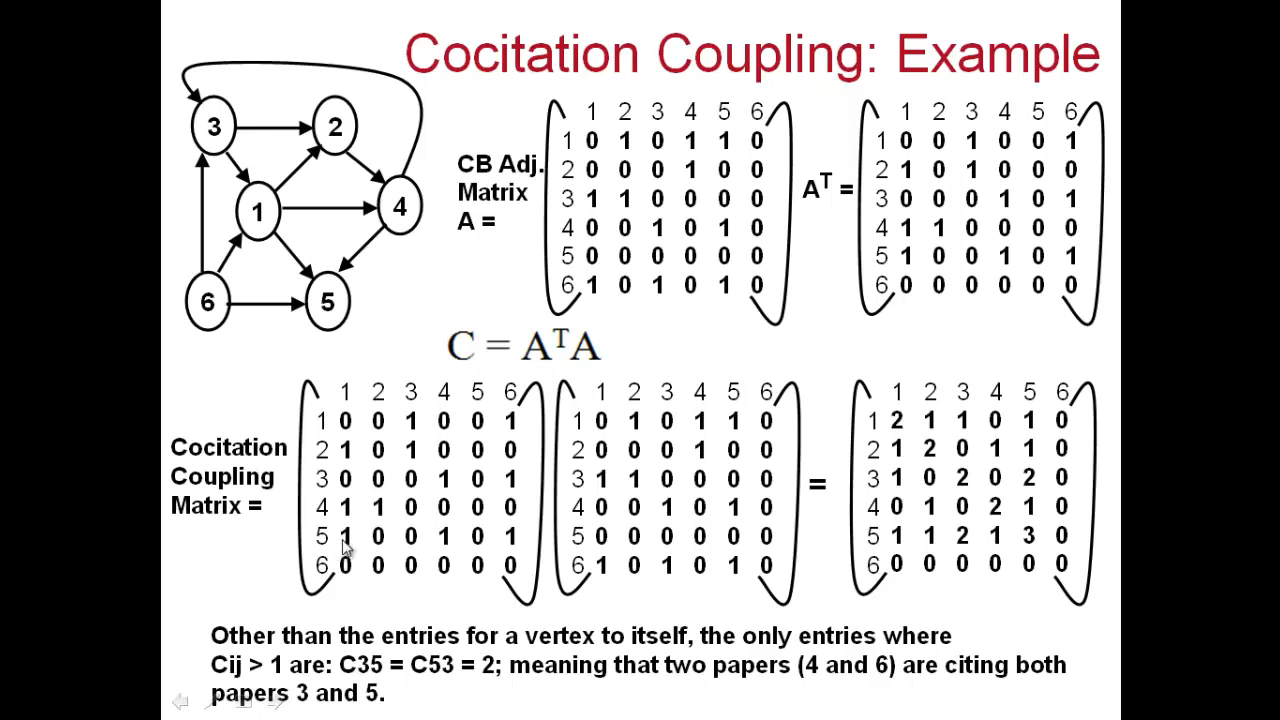 Cocitation Coupling: Example
3 2
1 4
6 5
CB Adj.
Matrix
A =
1 2 3 4 5 6
1 0 1 0 1 1 0
2 0 0 0 1 0 0
3 1 1 0 0 0 0
4 0 0 1 0 1 0
5 0 0 0 0 0 0
6 1 0 1 0 1 0
Aᵀ =
1 2 3 4 5 6
1 0 0 1 0 0 1
2 1 0 1 0 0 0
3 0 0 0 1 0 1
4 1 1 0 0 0 0
5 1 0 0 1 0 1
6 0 0 0 0 0 0
C = AᵀA
Cocitation
Coupling
Matrix =
1 2 3 4 5 6
1 0 0 1 0 0 1
2 1 0 1 0 0 0
3 0 0 0 1 0 1
4 1 1 0 0 0 0
5 1 0 0 1 0 1
6 0 0 0 0 0 0
1 2 3 4 5 6
1 0 1 0 1 1 0
2 0 0 0 1 0 0
3 1 1 0 0 0 0
4 0 0 1 0 1 0
5 0 0 0 0 0 0
6 1 0 1 0 1 0
=
1 2 3 4 5 6
1 2 1 1 0 1 0
2 1 2 0 1 1 0
3 1 0 2 0 2 0
4 0 1 0 2 1 0
5 1 1 2 1 3 0
6 0 0 0 0 0 0
Other than the entries for a vertex to itself, the only entries where
Cij > 1 are: C35 = C53 = 2; meaning that two papers (4 and 6) are citing both
papers 3 and 5.